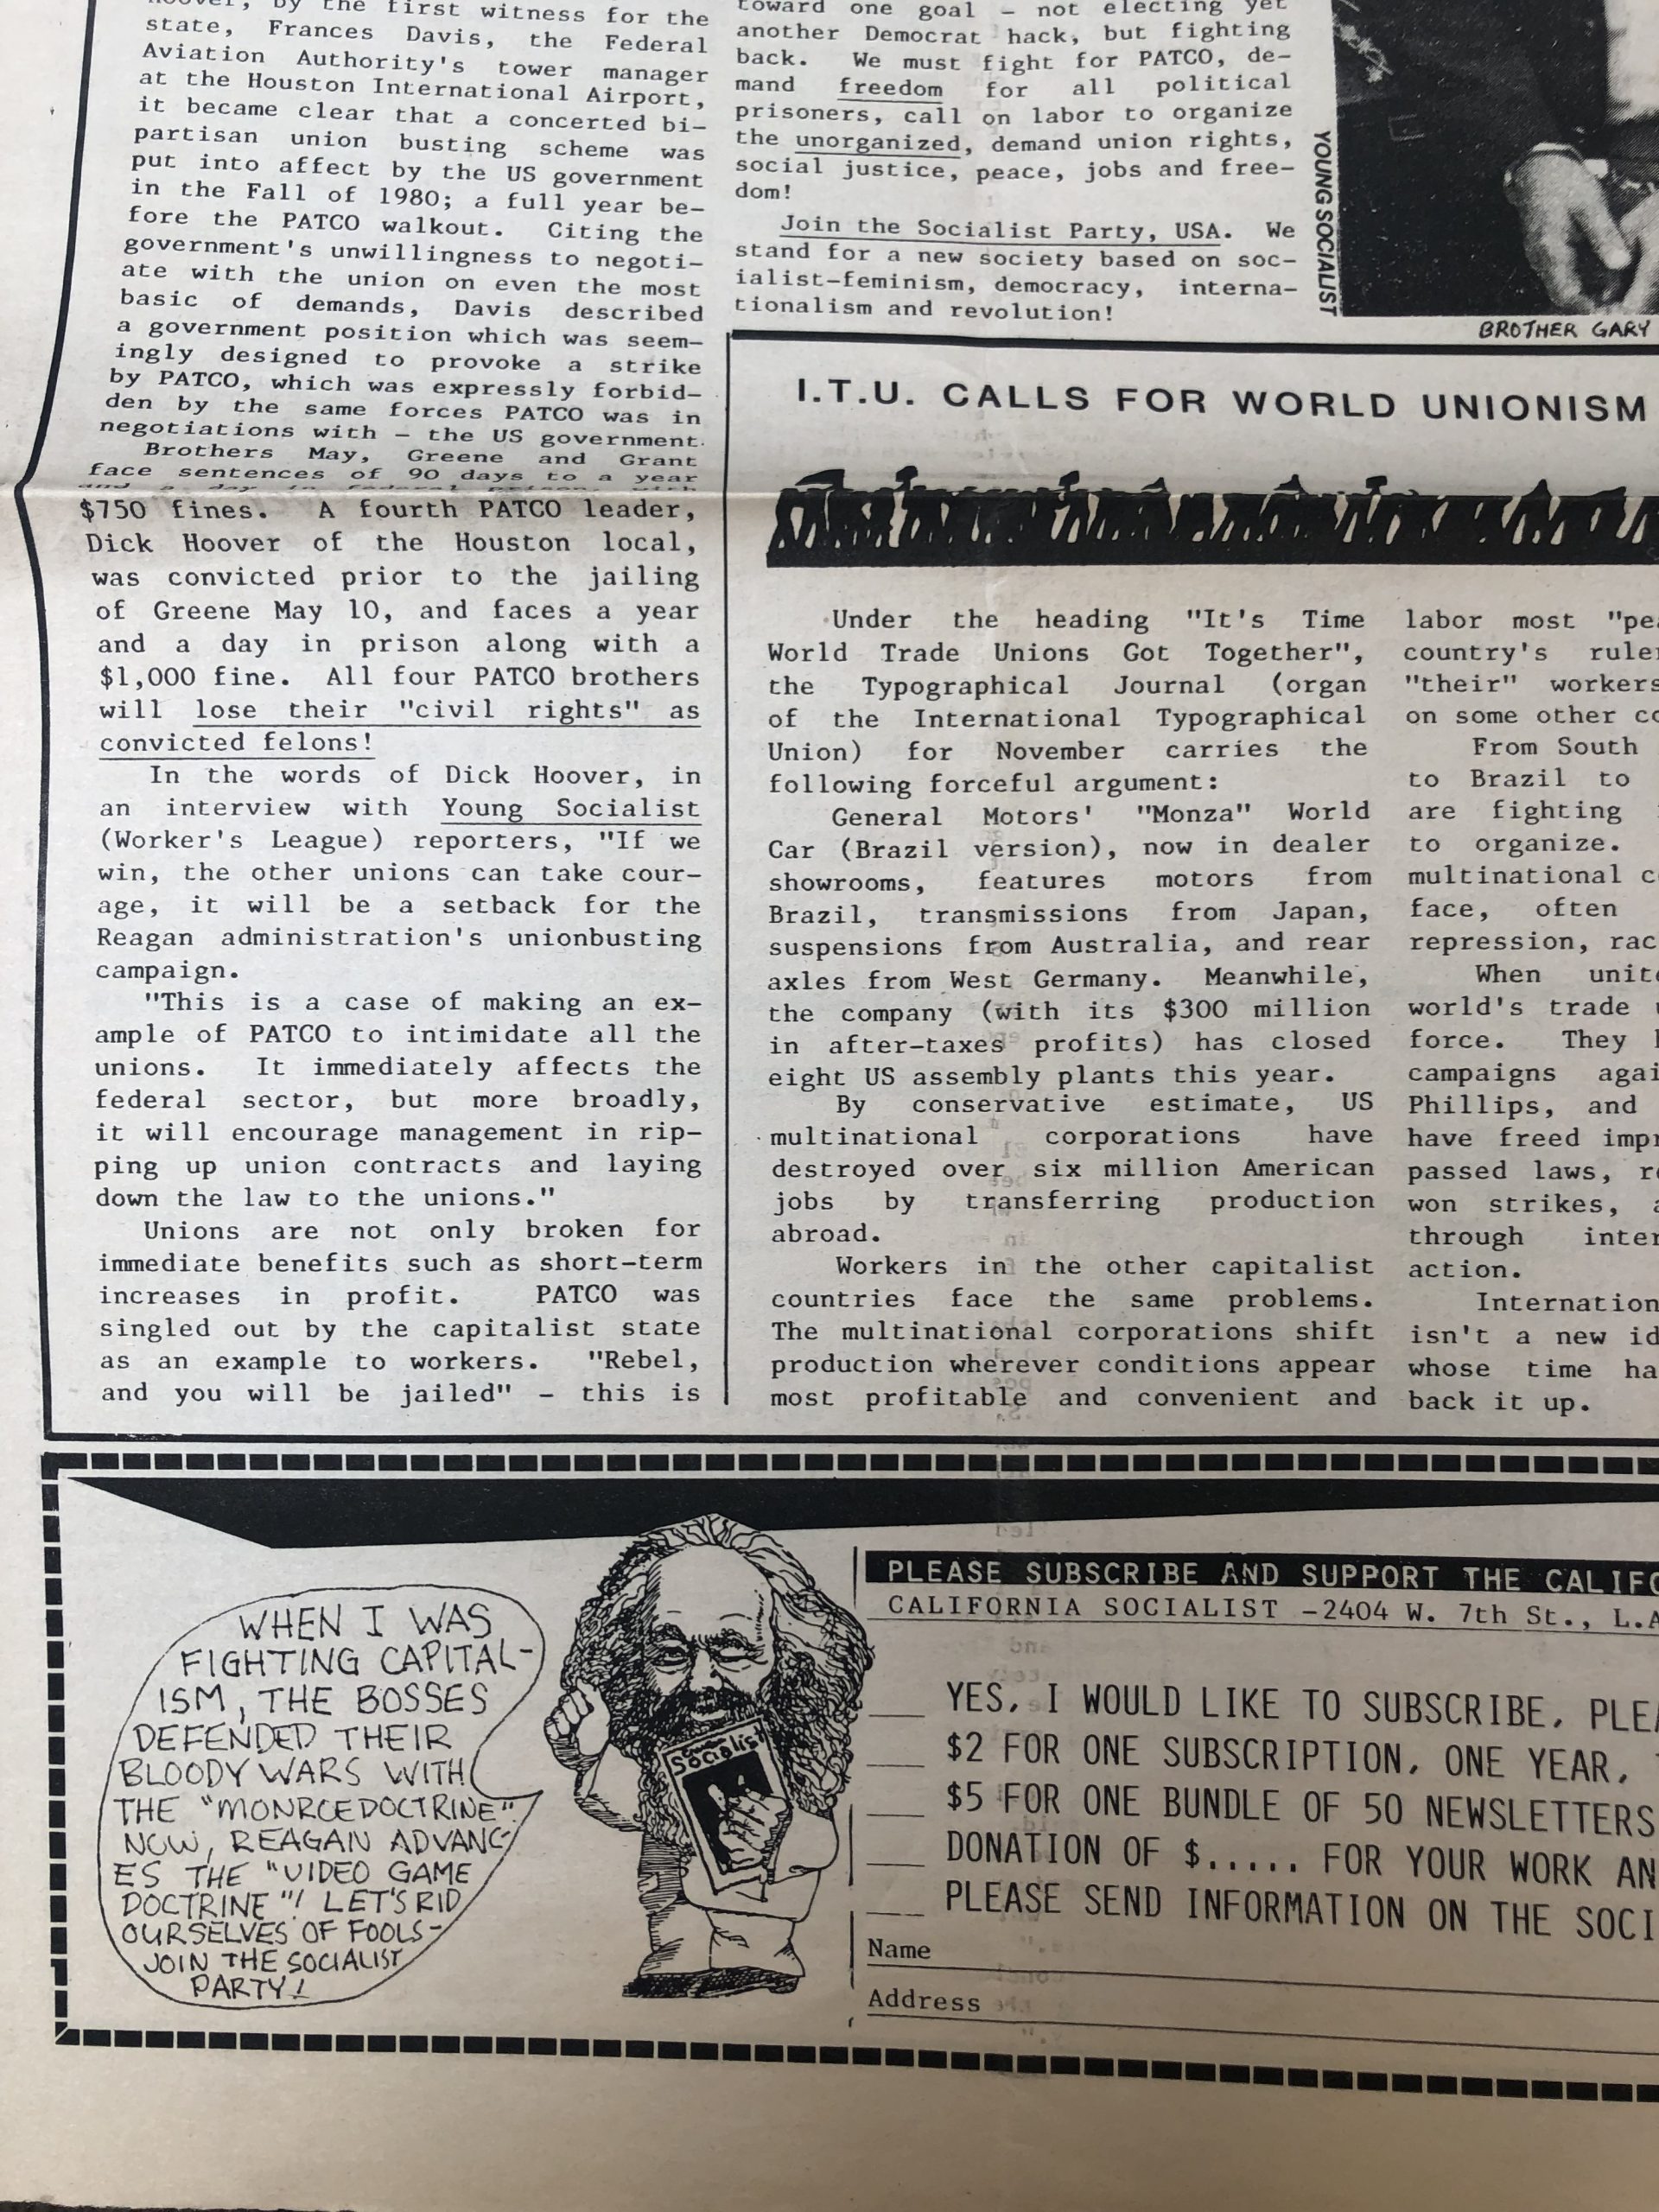 Hoover, by the first witness for the
state, Frances Davis, the Federal
Aviation Authority's tower manager
at the Houston International Airport,
it became clear that a concerted bi-
partisan union busting scheme was
put into affect by the US government
in the Fall of 1980; a full year be-
fore the PATCO walkout. Citing the
government's unwillingness to negoti-
ate with the union on even the most
basic of demands, Davis described
a government position which was seem-
ingly designed to provoke a strike
by PATCO, which was expressly forbid-
den by the same forces PATCO was in
negotiations with - the US government.
Brothers May, Greene and Grant
face sentences of 90 days to a year
and a day in federal prison with
$750 fines. A fourth PATCO leader,
Dick Hoover of the Houston local,
was convicted prior to the jailing
of Greene May 10, and faces a year
and a day in prison along with a
$1,000 fine. All four PATCO brothers
will lose their "civil rights" as
convicted felons!
In the words of Dick Hoover, in
an interview with Young Socialist
(Worker's League) reporters, "If we
win, the other unions can take cour-
age, it will be a setback for the
Reagan administration's unionbusting
campaign.
"This is a case of making an ex-
ample of PATCO to intimidate all the
unions. It immediately affects the
federal sector, but more broadly,
it will encourage management in rip-
ping up union contracts and laying
down the law to the unions."
Unions are not only broken for
immediate benefits such as short-term
increases in profit. PATCO was
singled out by the capitalist state
as an example to workers. "Rebel,
and you will be jailed" - this is
toward one goal - not electing yet
another Democrat hack, but fighting
back. We must fight for PATCO, de-
mand freedom for all political
prisoners, call on labor to organize
the unorganized, demand union rights,
social justice, peace, jobs and free-
dom!
Join the Socialist Party, USA. We
stand for a new society based on soc-
ialist-feminism, democracy, interna-
tionalism and revolution!
YOUNG SOCIALIST
BROTHER GARY
I.T.U. CALLS FOR WORLD UNIONISM
Under the heading "It's Time
World Trade Unions Got Together",
the Typographical Journal (organ
of the International Typographical
Union) for November carries the
following forceful argument:
General Motors' "Monza" World
Car (Brazil version), now in dealer
showrooms, features motors from
Brazil, transmissions from Japan,
suspensions from Australia, and rear
axles from West Germany. Meanwhile,
the company (with its $300 million
in after-taxes profits) has closed
eight US assembly plants this year.
By conservative estimate, US
multinational corporations have
destroyed over six million American
jobs by transferring production
abroad.
Workers in the other capitalist
countries face the same problems.
The multinational corporations shift
production wherever conditions appear
most profitable and convenient and
labor most "pea
country's rule
"their" workers
on some other co
From South
to Brazil to
are fighting
to organize.
multinational c
face, often
repression, rac
When unit
world's trade
force. They
campaigns agai
Phillips, and
have freed impr
passed laws, r
won strikes, a
through inter
action.
Internation
isn't a new id
whose time ha
back it up.
WHEN I WAS
FIGHTING CAPITAL-
ISM, THE BOSSES
DEFENDED THEIR
BLOODY WARS WITH
THE "MONROE DOCTRINE".
NOW, REAGAN ADVANC-
ES THE "VIDEO GAME
DOCTRINE"! LET'S RID
OURSELVES OF FOOLS-
JOIN THE SOCIALIST
PARTY!
Socialist
PLEASE SUBSCRIBE AND SUPPORT THE CALIFO
CALIFORNIA SOCIALIST -2404 W. 7th St., L.A
___ YES, I WOULD LIKE TO SUBSCRIBE, PLEA
___ $2 FOR ONE SUBSCRIPTION, ONE YEAR,
___ $5 FOR ONE BUNDLE OF 50 NEWSLETTERS
___ DONATION OF $..... FOR YOUR WORK AN
___ PLEASE SEND INFORMATION ON THE SOCI
Name
Address